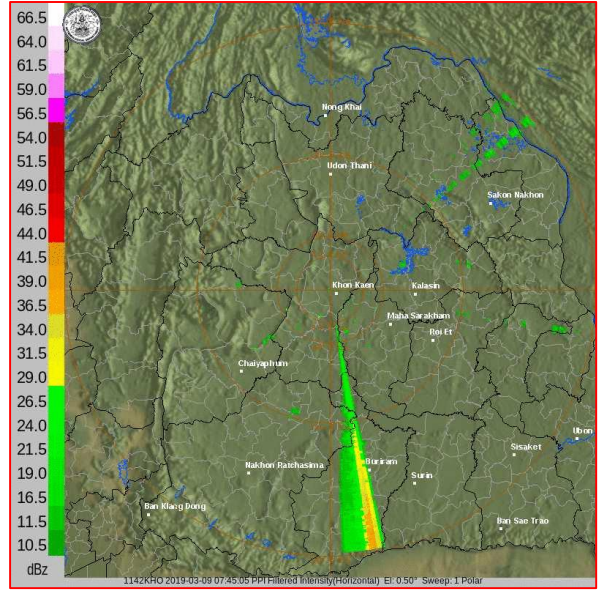 66.5
64.0
61.5
59.0
56.5
54.0
51.5
49.0
46.5
44.0
41.5
39.0
36.5
34.0
31.5
29.0
26.5
24.0
21.5
19.0
16.5
11.5
10.5
dBz
Nong Khai
Udon Thani
Sakon Nakhon
Khon Kaen
Kalasin
Maha Sarakham
Roi Et
Chaiyaphum
Ubon
Sisaket
Buriram
Nakhon Ratchasima
Surin
Ban Klang Dong
Ban Sae Trao
1142KHO 2019-03-09 07:45:05 PPI Filtered Intensity(Horizontal) El: 0.50° Sweep: 1 Polar